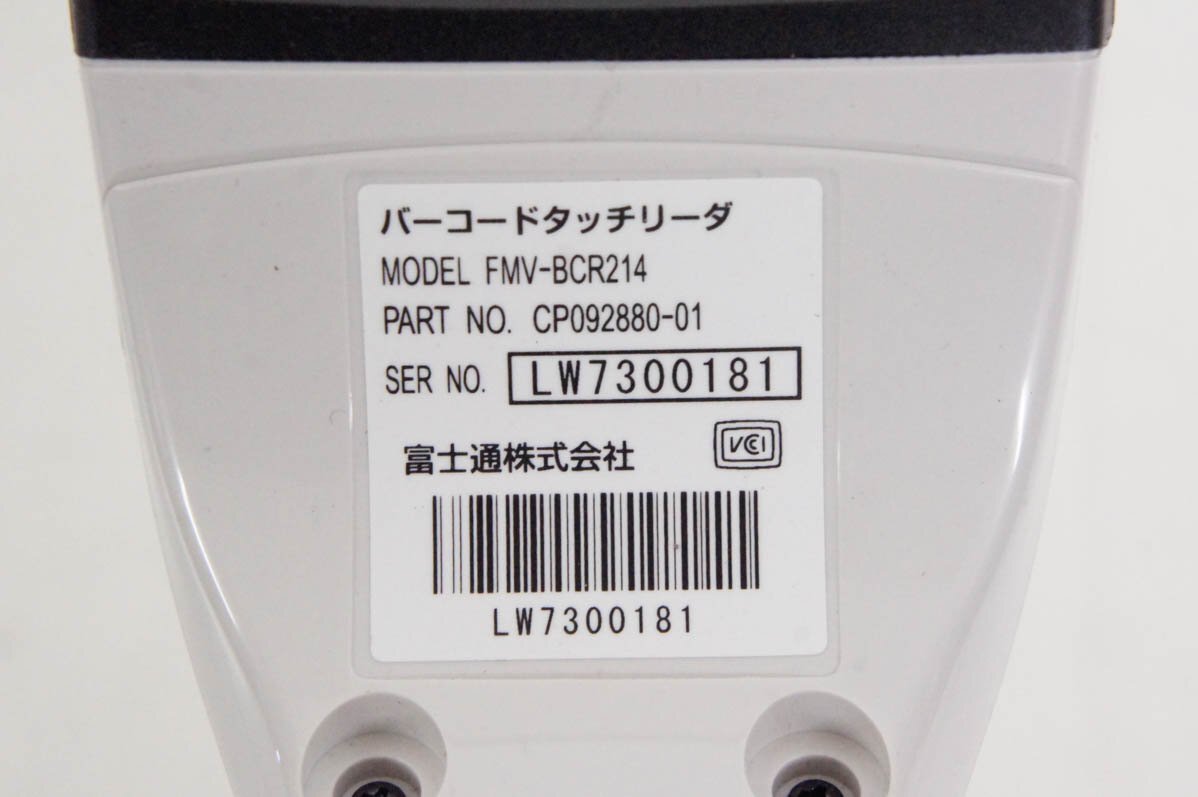 バーコードタッチリーダ
MODEL FMV-BCR214
PART NO. CP092880-01
SER NO. LW7300181
富士通株式会社 VCCI
LW7300181